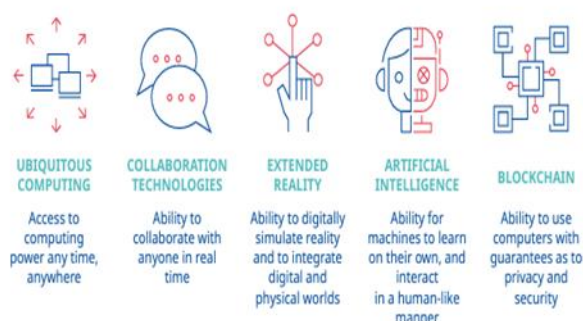 UBIQUITOUS
COMPUTING
Access to
computing
power any time,
anywhere
COLLABORATION
TECHNOLOGIES
Ability to
collaborate with
anyone in real
time
EXTENDED
REALITY
Ability to digitally
simulate reality
and to integrate
digital and
physical worlds
ARTIFICIAL
INTELLIGENCE
Ability for
machines to learn
on their own, and
interact
in a human-like
manner
BLOCKCHAIN
Ability to use
computers with
guarantees as to
privacy and
security